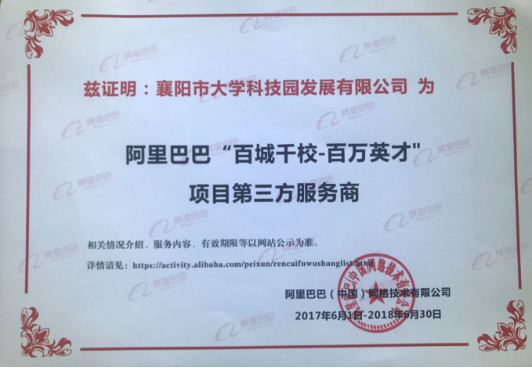 兹证明：襄阳市大学科技园发展有限公司 为
阿里巴巴“百城千校-百万英才"
项目第三方服务商
相关情况介绍、服务内容、有效期限等以网站公示为准。
详情请见：https://activity.alibaba.com/peixun/rencaifuwushanglist.html
阿里巴巴（中国）网络技术有限公司
2017年6月1日-2018年6月30日